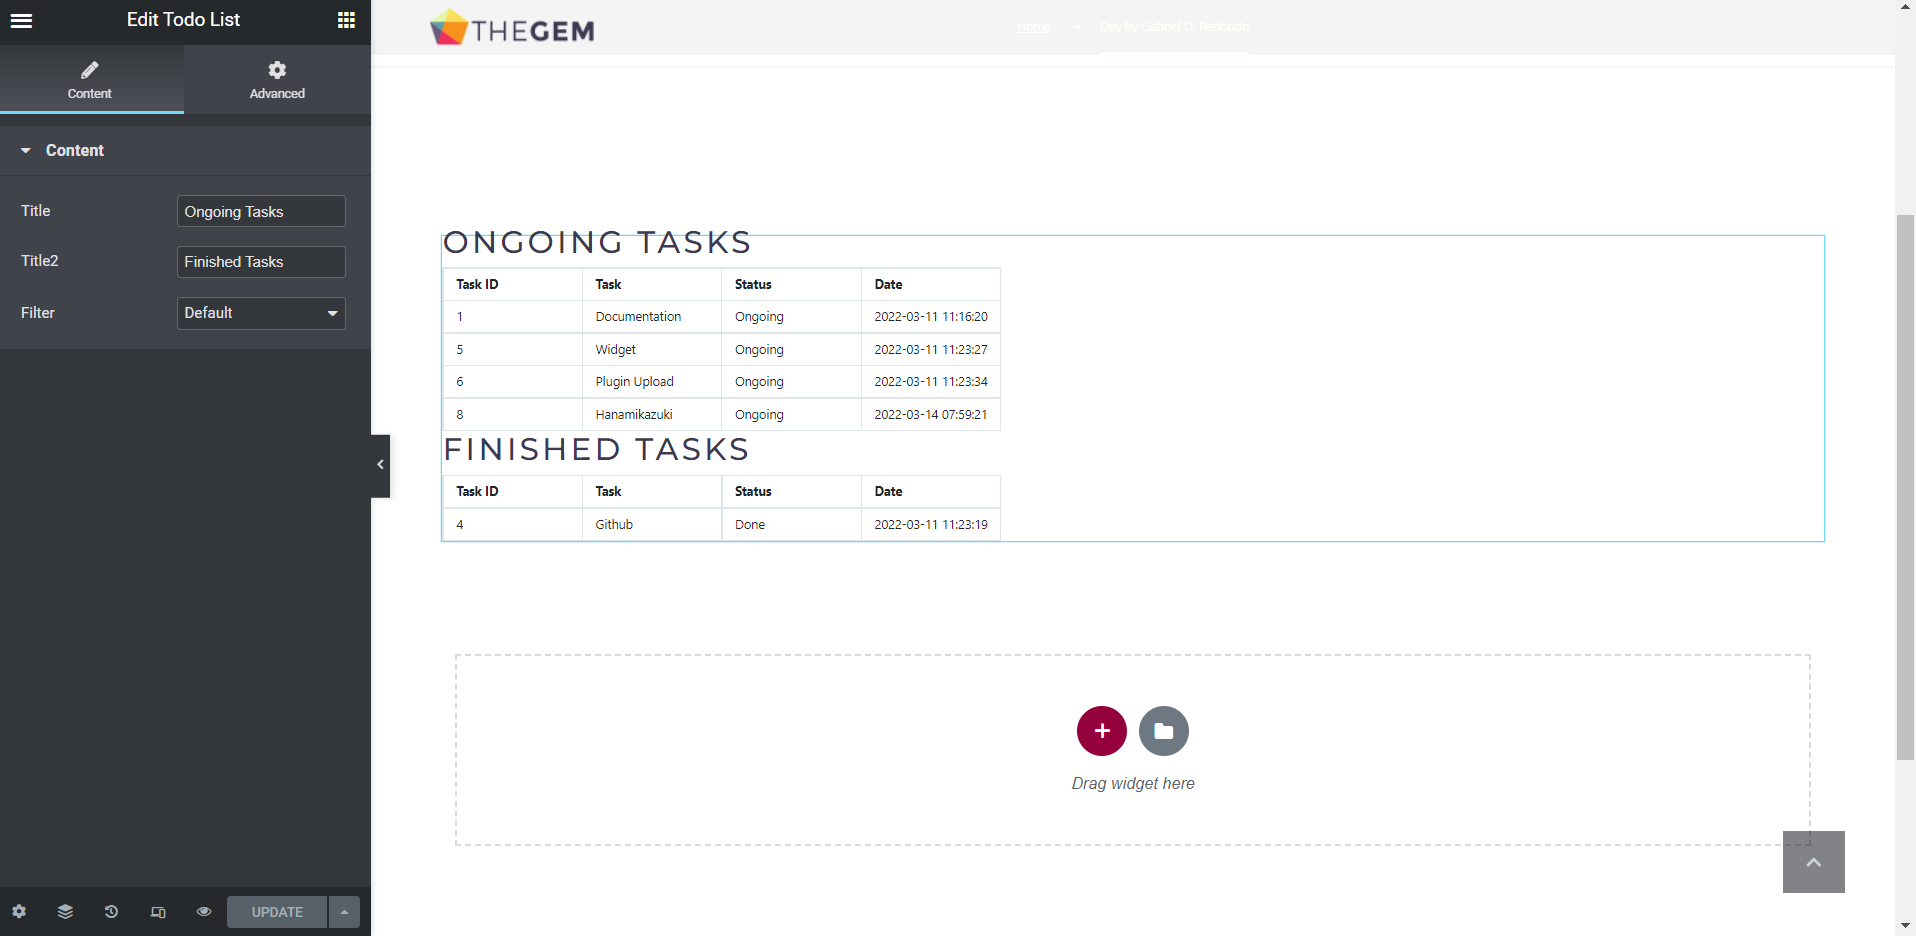 Edit Todo List
Content
Advanced
Content
Title
Ongoing Tasks
Title2
Finished Tasks
Filter
Default
UPDATE
THEGEM
Home → Dev by Gabriel D. Redondo
ONGOING TASKS
Task ID Task Status Date
1 Documentation Ongoing 2022-03-11 11:16:20
5 Widget Ongoing 2022-03-11 11:23:27
6 Plugin Upload Ongoing 2022-03-11 11:23:34
8 Hanamikazuki Ongoing 2022-03-14 07:59:21
FINISHED TASKS
Task ID Task Status Date
4 Github Done 2022-03-11 11:23:19
Drag widget here